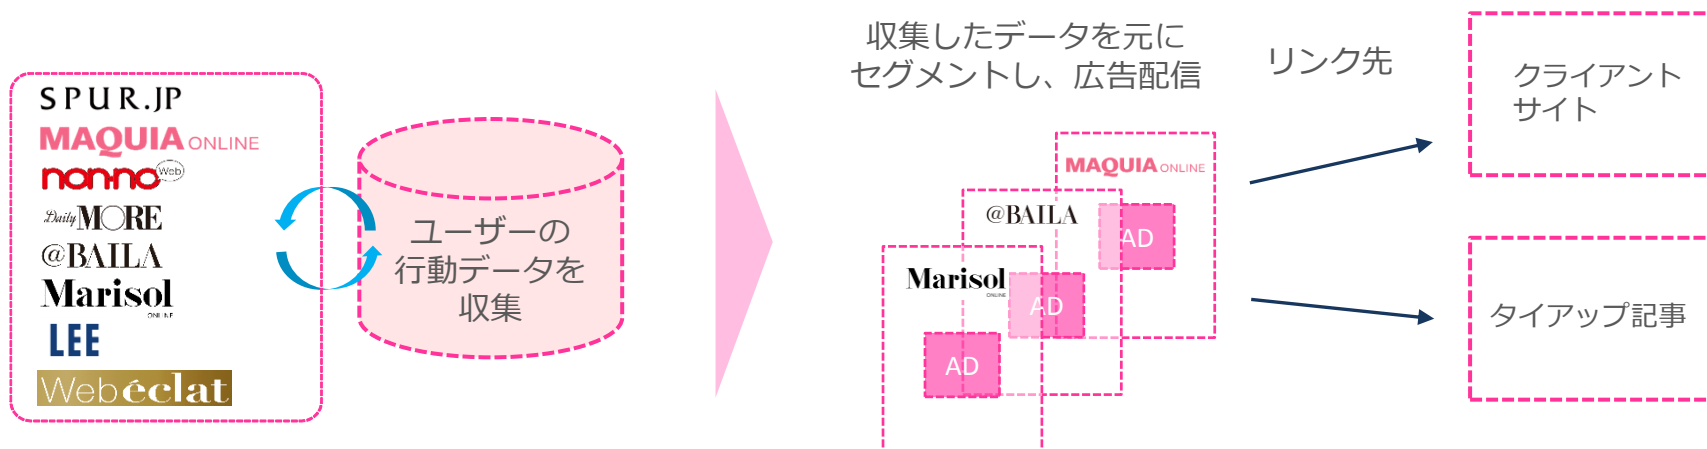 SPUR.JP
MAQUIA ONLINE
non-no Web
Daily MORE
@BAILA
Marisol
ONLINE
LEE
Web éclat
ユーザーの
行動データを
収集
収集したデータを元に
セグメントし、広告配信
MAQUIA ONLINE
AD
@BAILA
AD
Marisol
ONLINE
AD
リンク先
クライアント
サイト
タイアップ記事